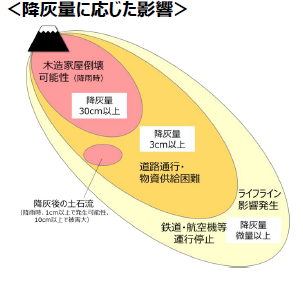 ＜降灰量に応じた影響＞
木造家屋倒壊
可能性（降雨時）
降灰量
30cm以上
降灰量
3cm以上
道路通行・
物資供給困難
降灰後の土石流
（降雨時、1cm以上で発生可能性、
10cm以上で被害大）
ライフライン
影響発生
鉄道・航空機等
運行停止
降灰量
微量以上